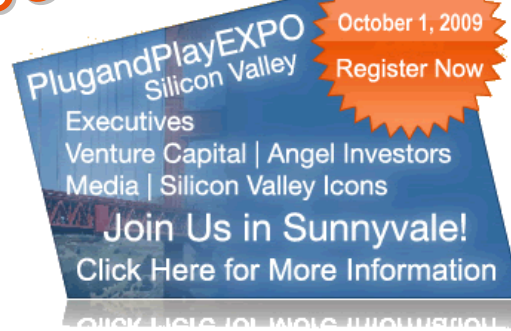 PlugandPlayEXPO
Silicon Valley
October 1, 2009
Register Now
Executives
Venture Capital | Angel Investors
Media | Silicon Valley Icons
Join Us in Sunnyvale!
Click Here for More Information